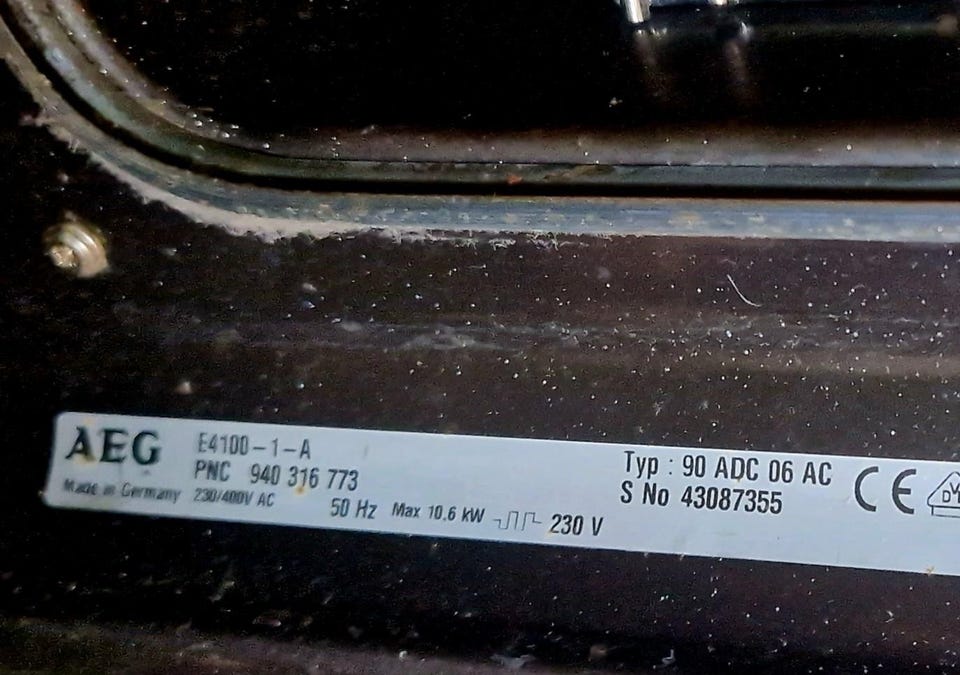 AEG
E4100-1-A
PNC 940 316 773
Made in Germany 230/400V AC
50 Hz Max 10.6 kW 230 V
Typ : 90 ADC 06 AC
S No 43087355
CE